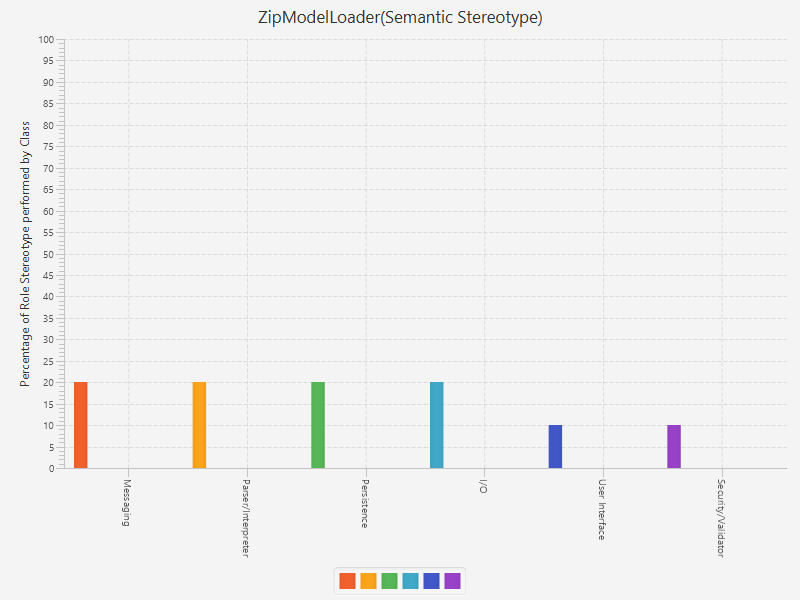 ZipModelLoader(Semantic Stereotype)
Percentage of Role Stereotype performed by Class
100
95
90
85
80
75
70
65
60
55
50
45
40
35
30
25
20
15
10
5
0
Messaging
Parser/Interpreter
Persistence
I/O
User Interface
Security/Validator